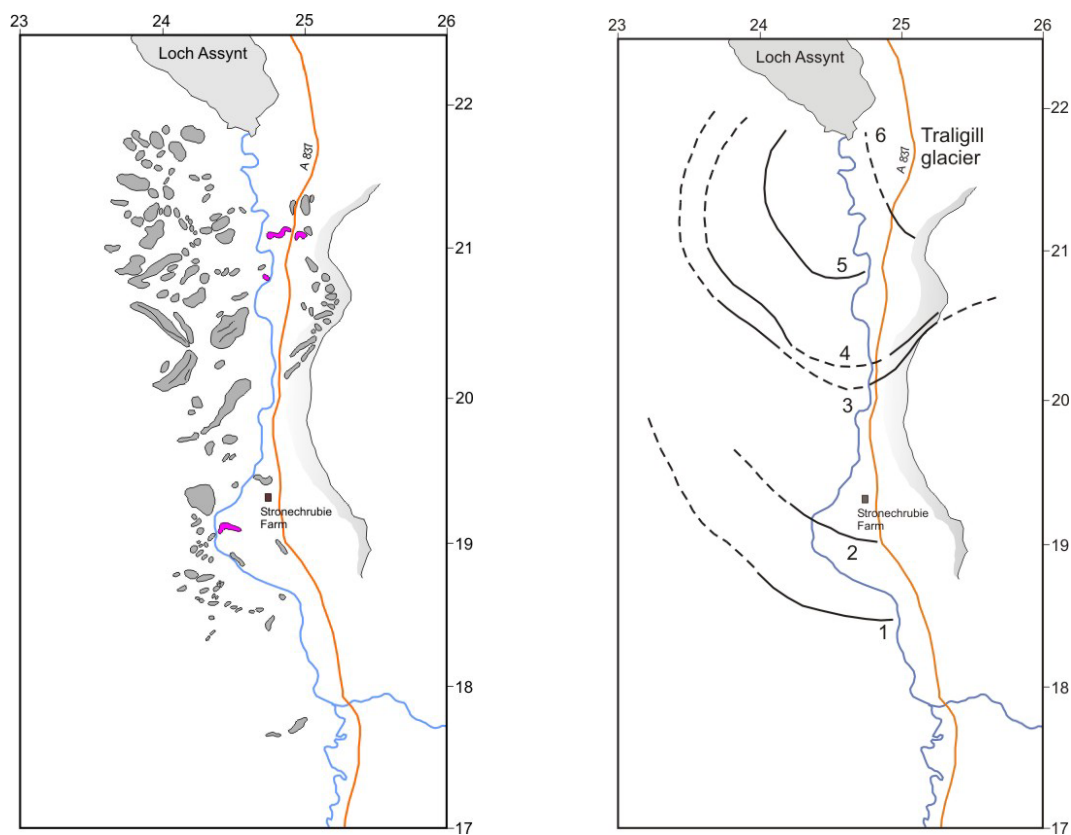 23 24 25 26
Loch Assynt
22
A 837
21
20
Stronechrubie
Farm
19
18
17
23 24 25 26
Loch Assynt
22
6
Traligill
glacier
A 837
21
5
4
20
3
Stronechrubie
Farm
19
2
1
18
17